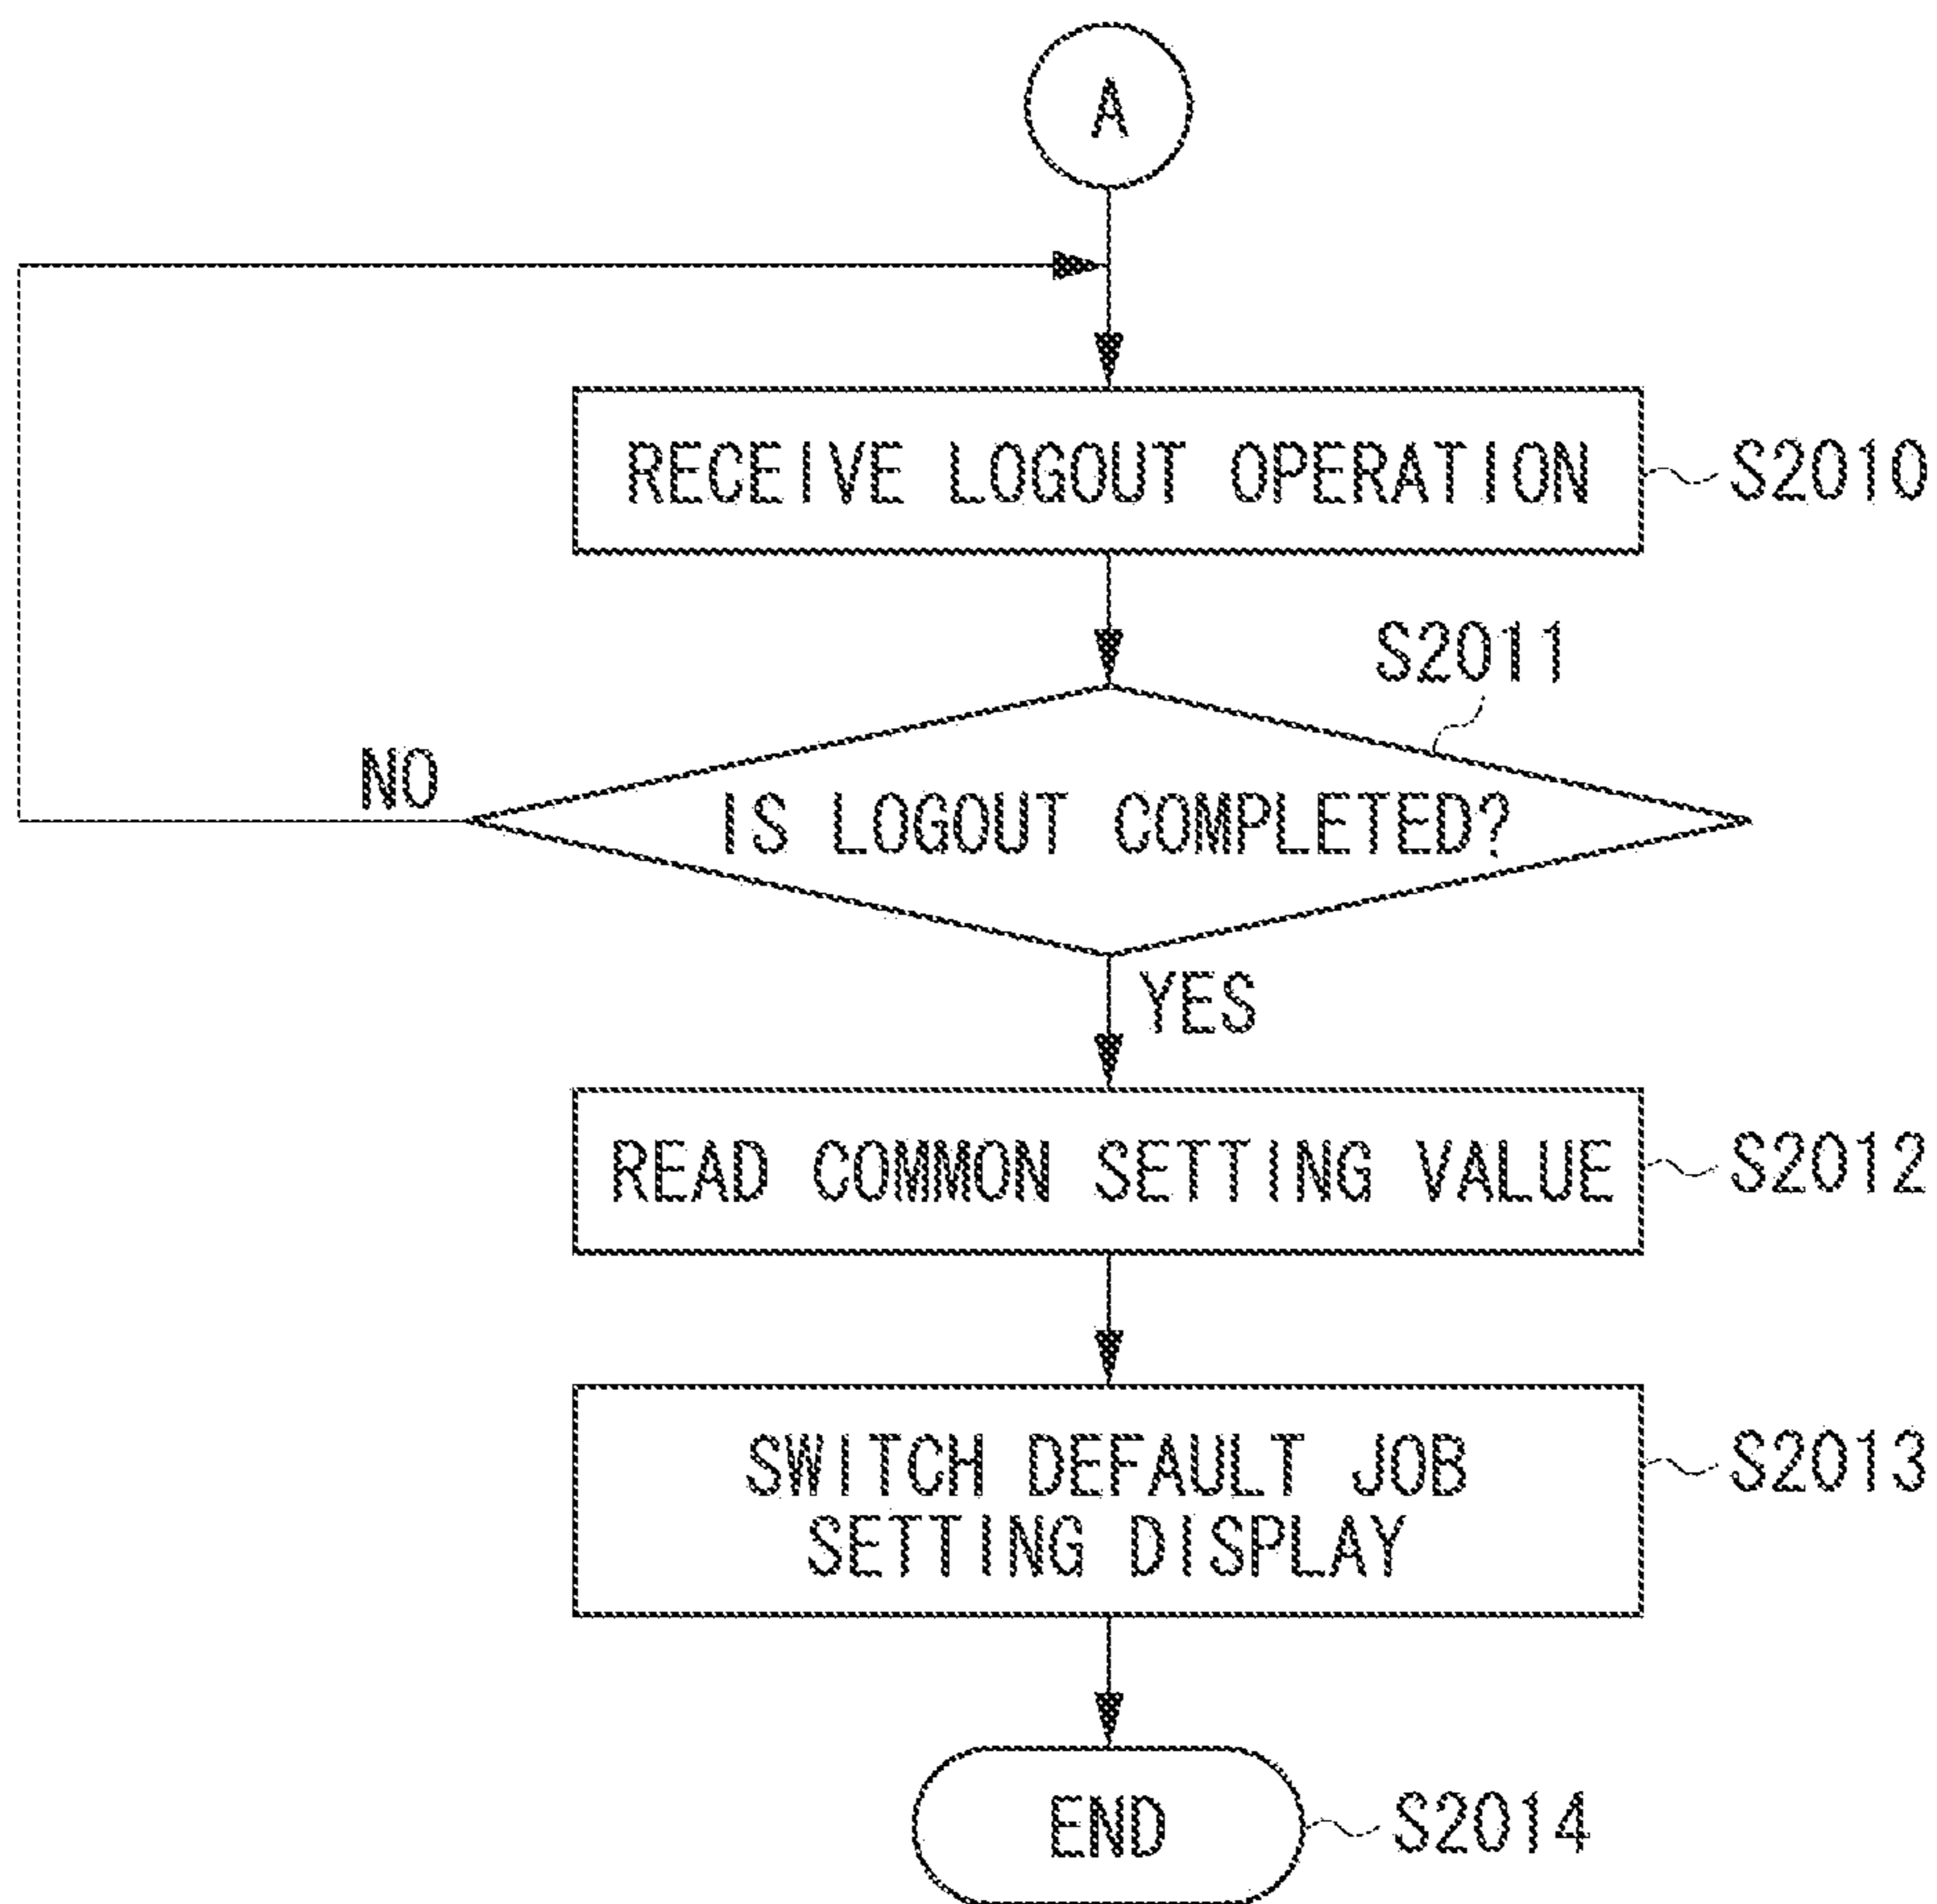 A
RECEIVE LOGOUT OPERATION
S2010
S2011
NO
IS LOGOUT COMPLETED?
YES
READ COMMON SETTING VALUE
S2012
SWITCH DEFAULT JOB
SETTING DISPLAY
S2013
END
S2014